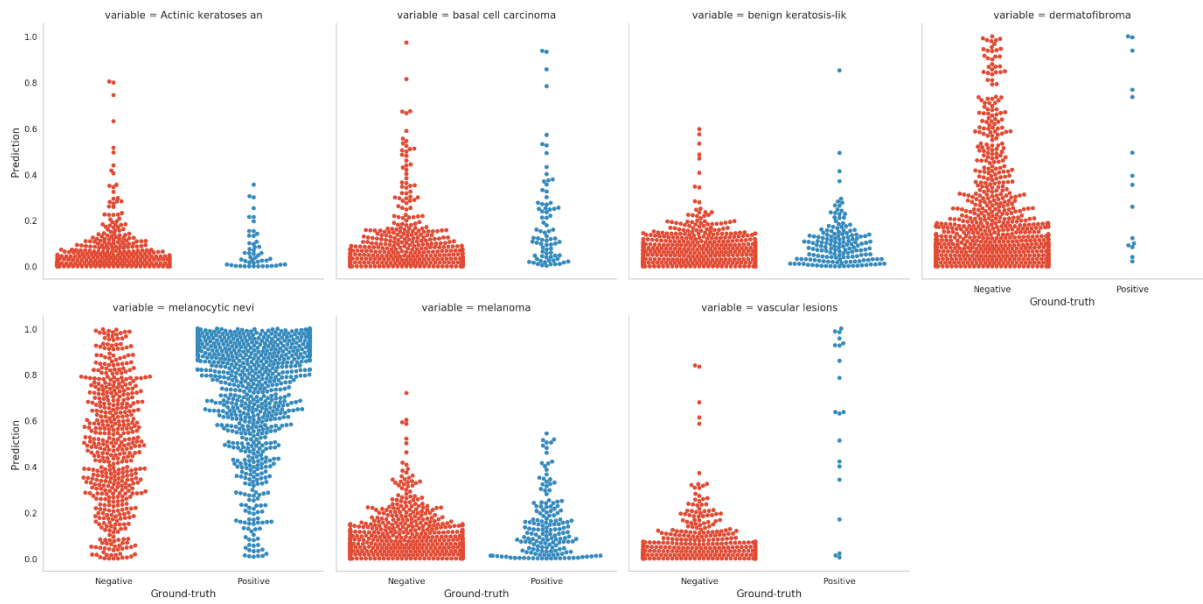 variable = Actinic keratoses an
variable = basal cell carcinoma
variable = benign keratosis-lik
variable = dermatofibroma
1.0
0.8
0.6
0.4
0.2
0.0
Prediction
Negative
Positive
Ground-truth
variable = melanocytic nevi
variable = melanoma
variable = vascular lesions
1.0
0.8
0.6
0.4
0.2
0.0
Prediction
Negative
Positive
Negative
Positive
Negative
Positive
Ground-truth
Ground-truth
Ground-truth